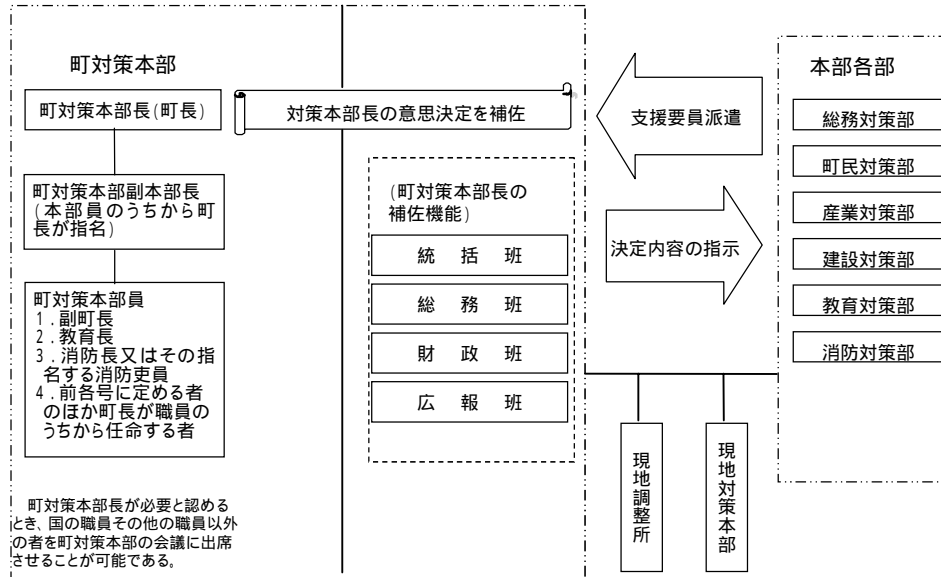 町対策本部
町対策本部長(町長)
町対策本部副本部長
(本部員のうちから町
長が指名)
町対策本部員
1.副町長
2.教育長
3.消防長又はその指
名する消防吏員
4.前各号に定める者
のほか町長が職員の
うちから任命する者
町対策本部長が必要と認める
とき、国の職員その他の職員以外
の者を町対策本部の会議に出席
させることが可能である。
対策本部長の意思決定を補佐
(町対策本部長の
補佐機能)
統 括 班
総 務 班
財 政 班
広 報 班
支援要員派遣
決定内容の指示
現地調整所
現地対策本部
本部各部
総務対策部
町民対策部
産業対策部
建設対策部
教育対策部
消防対策部